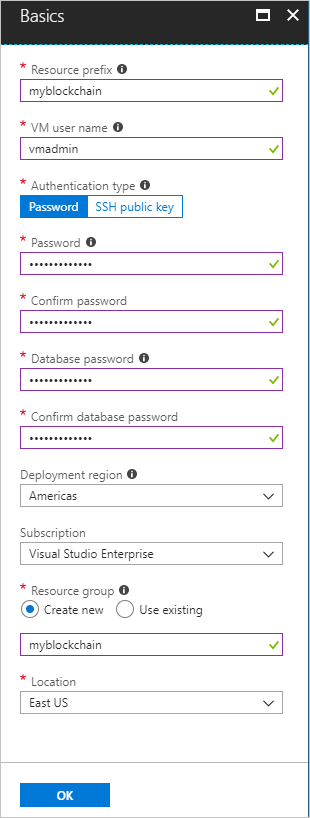 Basics
* Resource prefix
myblockchain
* VM user name
vmadmin
* Authentication type
Password SSH public key
* Password
•••••••••••••
* Confirm password
•••••••••••••
* Database password
•••••••••••••
* Confirm database password
•••••••••••••
Deployment region
Americas
Subscription
Visual Studio Enterprise
* Resource group
Create new Use existing
myblockchain
* Location
East US
OK